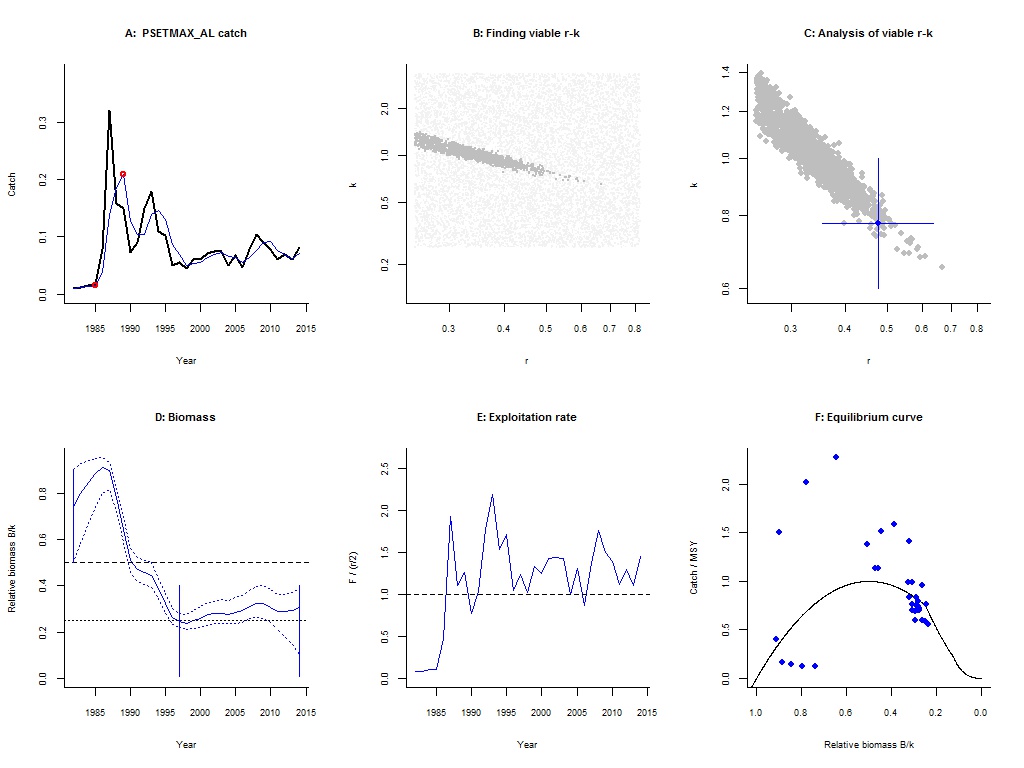 A: PSETMAX_AL catch
B: Finding viable r-k
C: Analysis of viable r-k
Catch
0.0 0.1 0.2 0.3
1985 1990 1995 2000 2005 2010 2015
Year
k
0.2 0.5 1.0 2.0
0.3 0.4 0.5 0.6 0.7 0.8
r
k
0.6 0.8 1.0 1.2 1.4
0.3 0.4 0.5 0.6 0.7 0.8
r
D: Biomass
E: Exploitation rate
F: Equilibrium curve
Relative biomass B/k
0.0 0.2 0.4 0.6 0.8
1985 1990 1995 2000 2005 2010 2015
Year
F / (r/2)
0.0 0.5 1.0 1.5 2.0 2.5
1985 1990 1995 2000 2005 2010 2015
Year
Catch / MSY
0.0 0.5 1.0 1.5 2.0
1.0 0.8 0.6 0.4 0.2 0.0
Relative biomass B/k